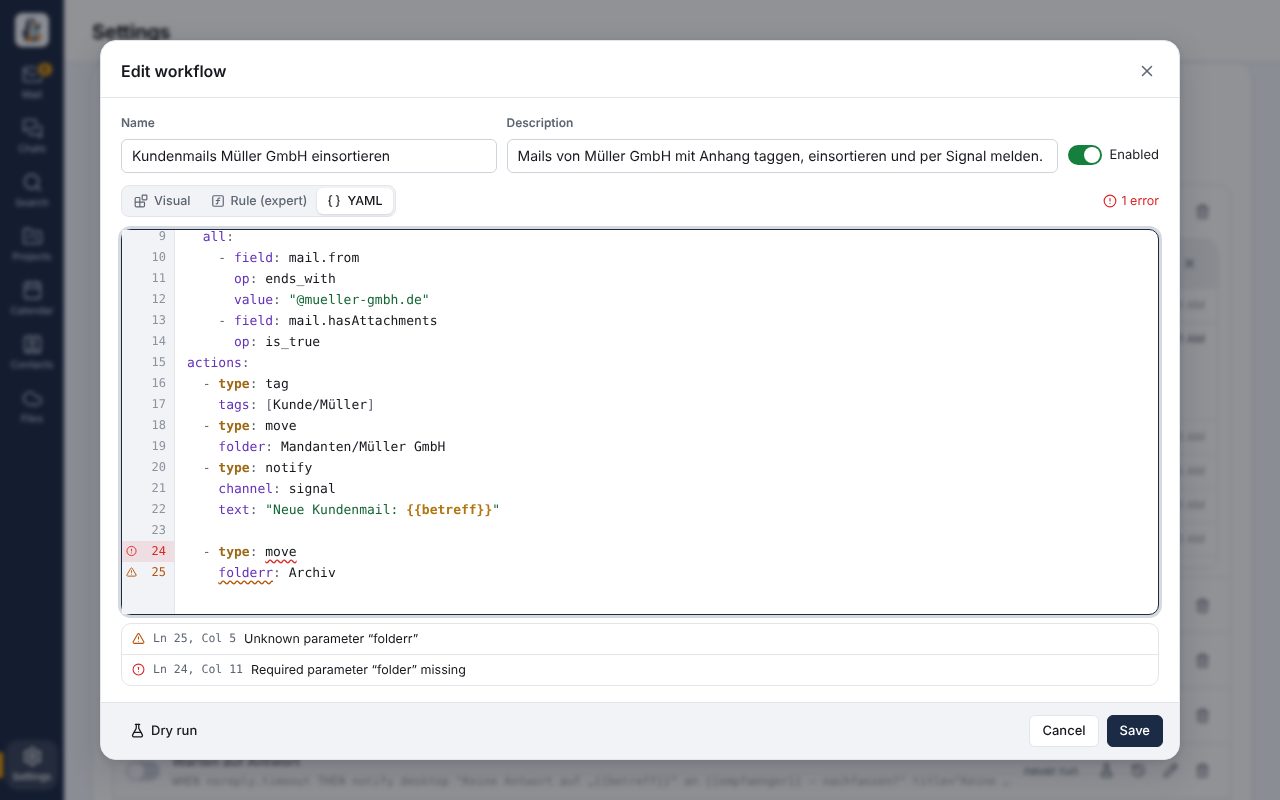 Settings
Mail
Chats
Search
Projects
Calendar
Contacts
Files
Settings
Edit workflow
Name
Description
Kundenmails Müller GmbH einsortieren
Mails von Müller GmbH mit Anhang taggen, einsortieren und per Signal melden.
Enabled
Visual
Rule (expert)
{} YAML
1 error
9 all:
10 - field: mail.from
11 op: ends_with
12 value: "@mueller-gmbh.de"
13 - field: mail.hasAttachments
14 op: is_true
15 actions:
16 - type: tag
17 tags: [Kunde/Müller]
18 - type: move
19 folder: Mandanten/Müller GmbH
20 - type: notify
21 channel: signal
22 text: "Neue Kundenmail: {{betreff}}"
23
24 - type: move
25 folderr: Archiv
Ln 25, Col 5 Unknown parameter “folderr”
Ln 24, Col 11 Required parameter “folder” missing
Dry run
Cancel
Save